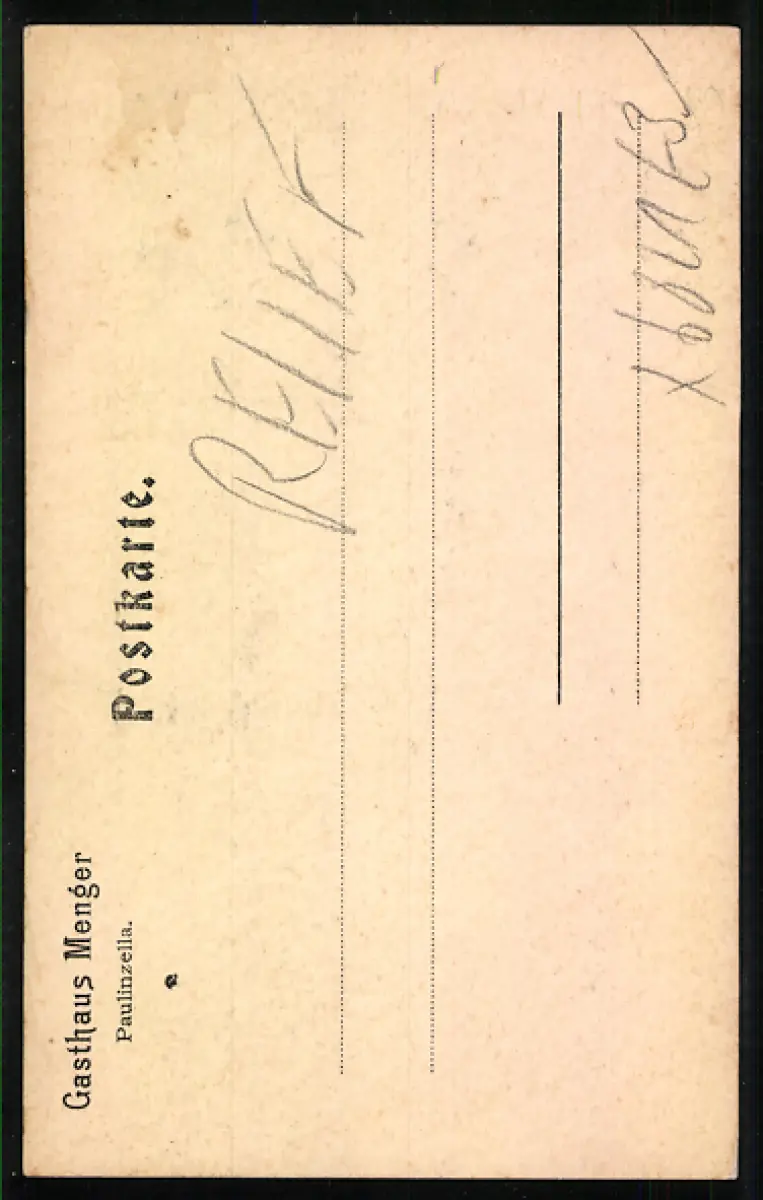 Gasthaus Menger
Paulinzella.
Postkarte.
RELIEF